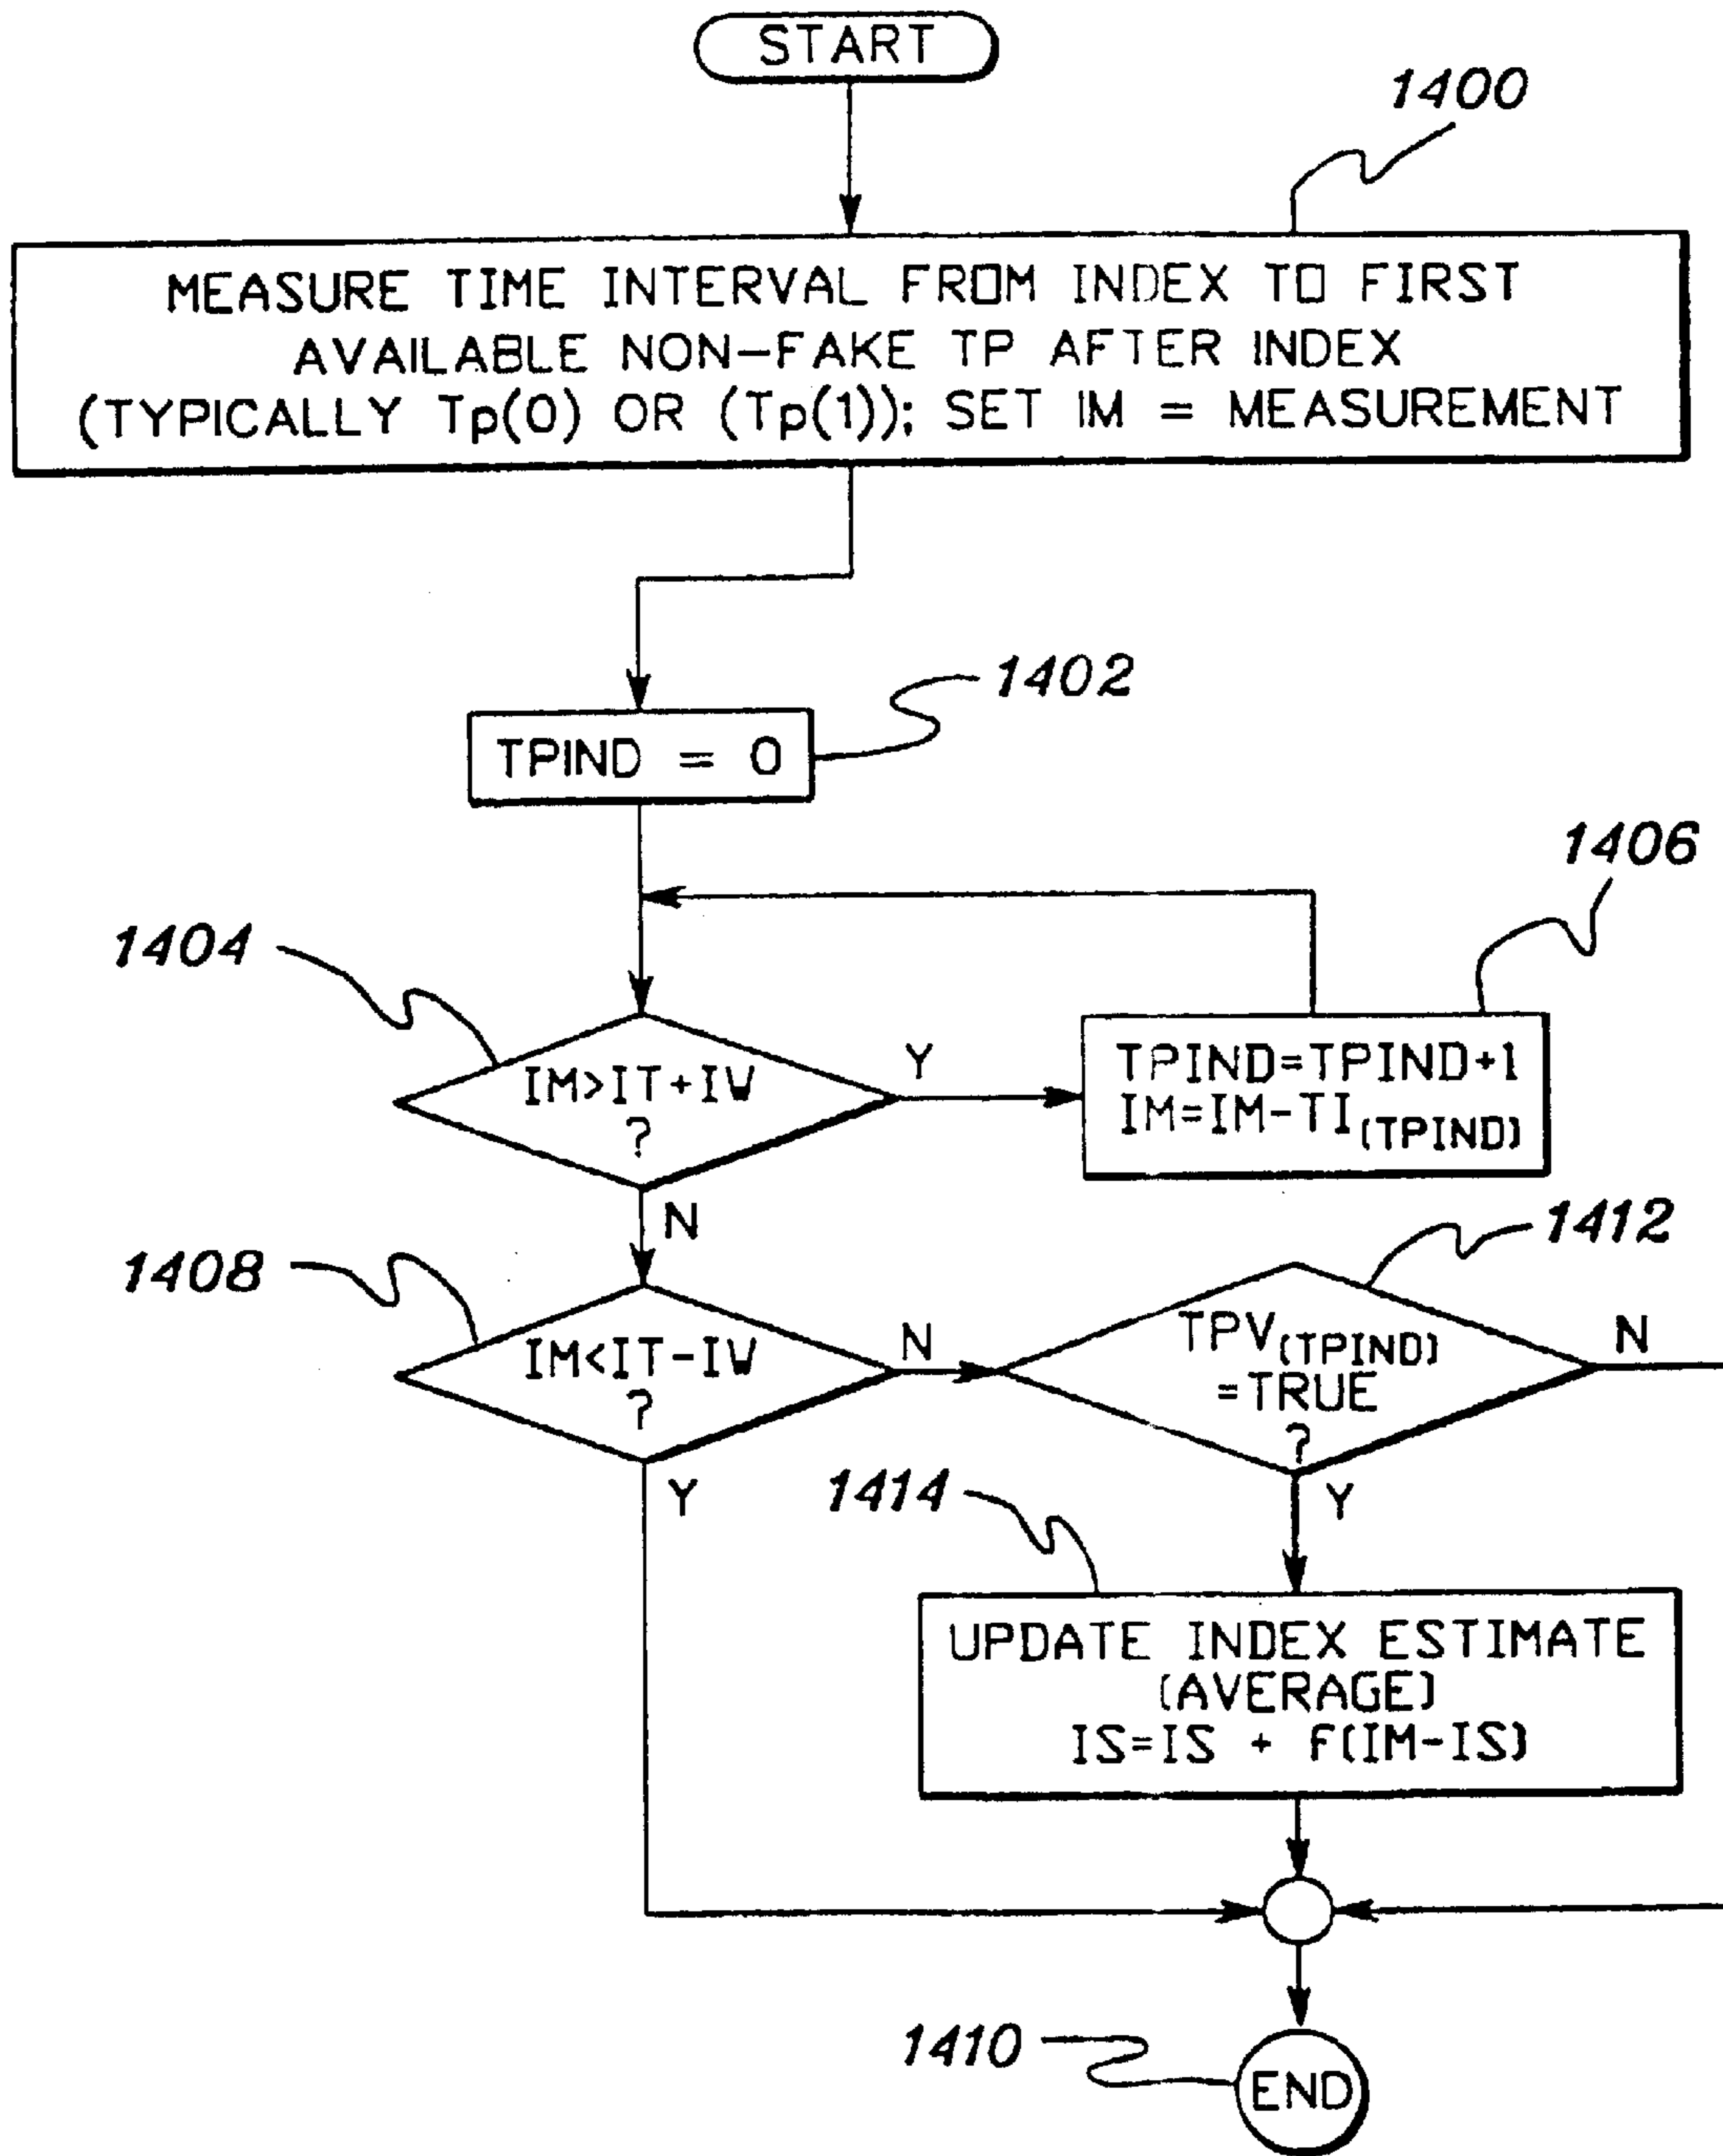 START
1400
MEASURE TIME INTERVAL FROM INDEX TO FIRST
AVAILABLE NON-FAKE TP AFTER INDEX
(TYPICALLY Tp(0) OR (Tp(1)); SET IM = MEASUREMENT
1402
TPIND = 0
1406
1404
IM>IT+IW
?
Y
TPIND=TPIND+1
IM=IM-TI(TPIND)
N
1412
1408
IM<IT-IW
?
N
TPV(TPIND)
=TRUE
?
N
Y
Y
1414
UPDATE INDEX ESTIMATE
(AVERAGE)
IS=IS + F(IM-IS)
1410
END